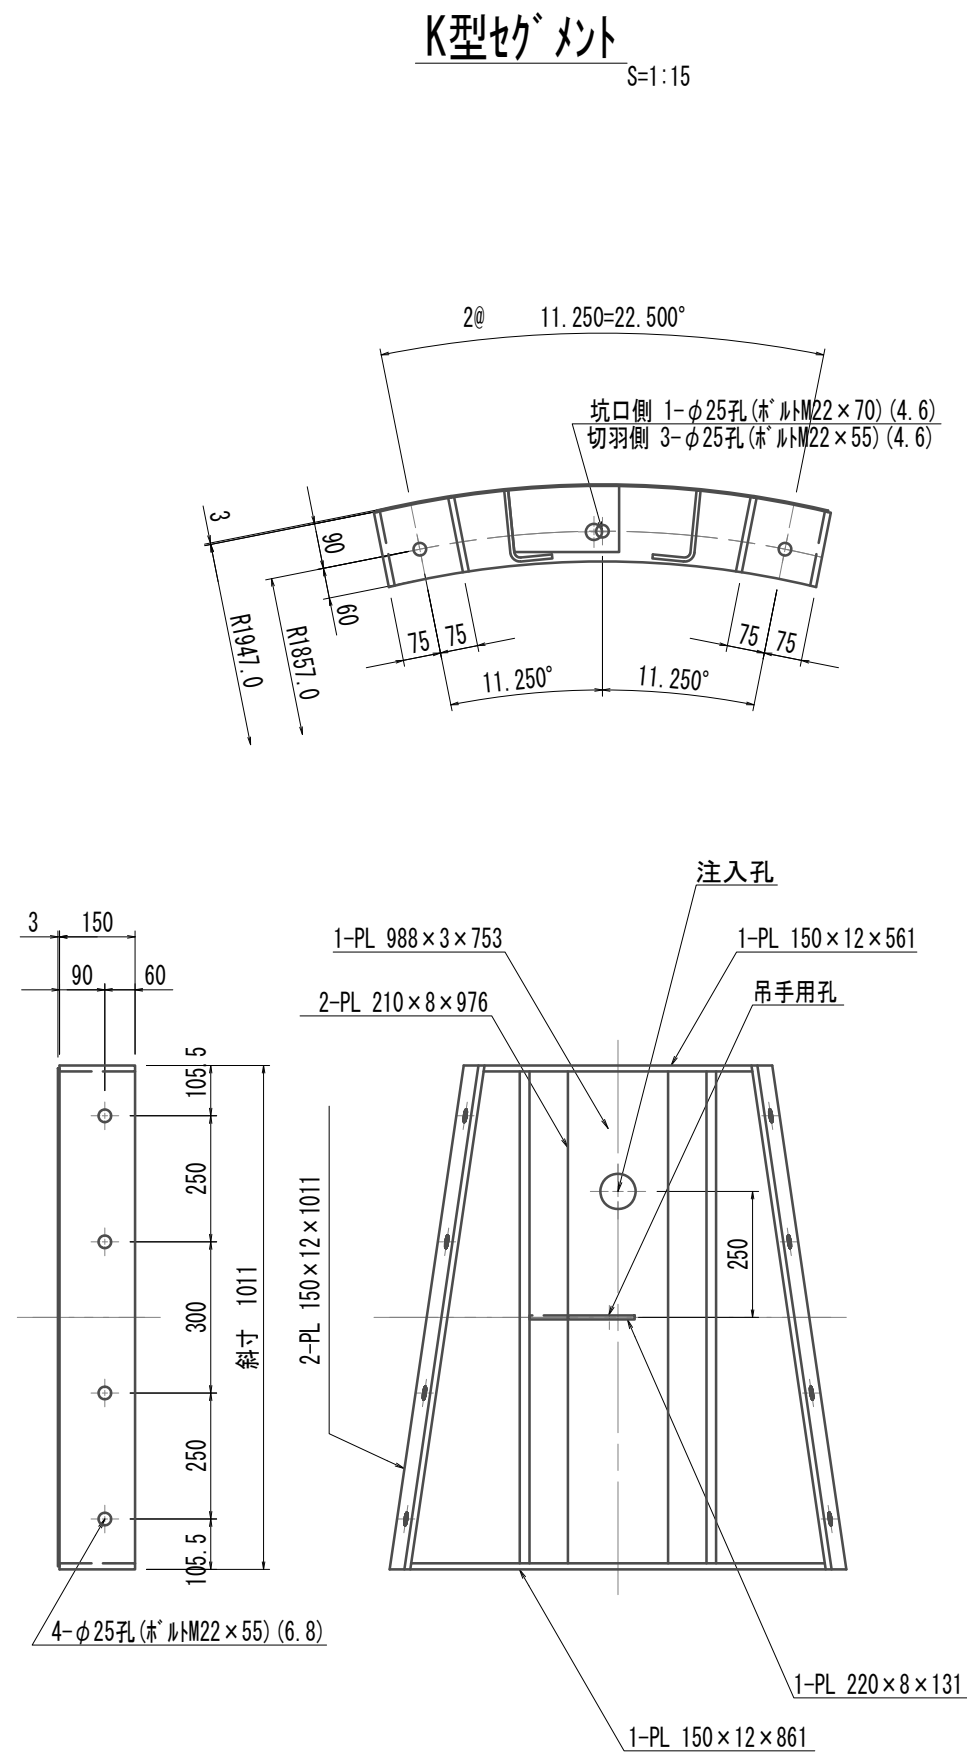 K型セグメント
S=1:15
2@ 11.250=22.500°
坑口側 1-φ25孔(ボルトM22×70)(4.6)
切羽側 3-φ25孔(ボルトM22×55)(4.6)
3
90
60
R1947.0
R1857.0
75
75
75
75
11.250°
11.250°
注入孔
3
150
1-PL 988×3×753
1-PL 150×12×561
90
60
2-PL 210×8×976
吊手用孔
105.5
250
300
250
105.5
斜寸 1011
2-PL 150×12×1011
250
4-φ25孔(ボルトM22×55)(6.8)
1-PL 220×8×131
1-PL 150×12×861